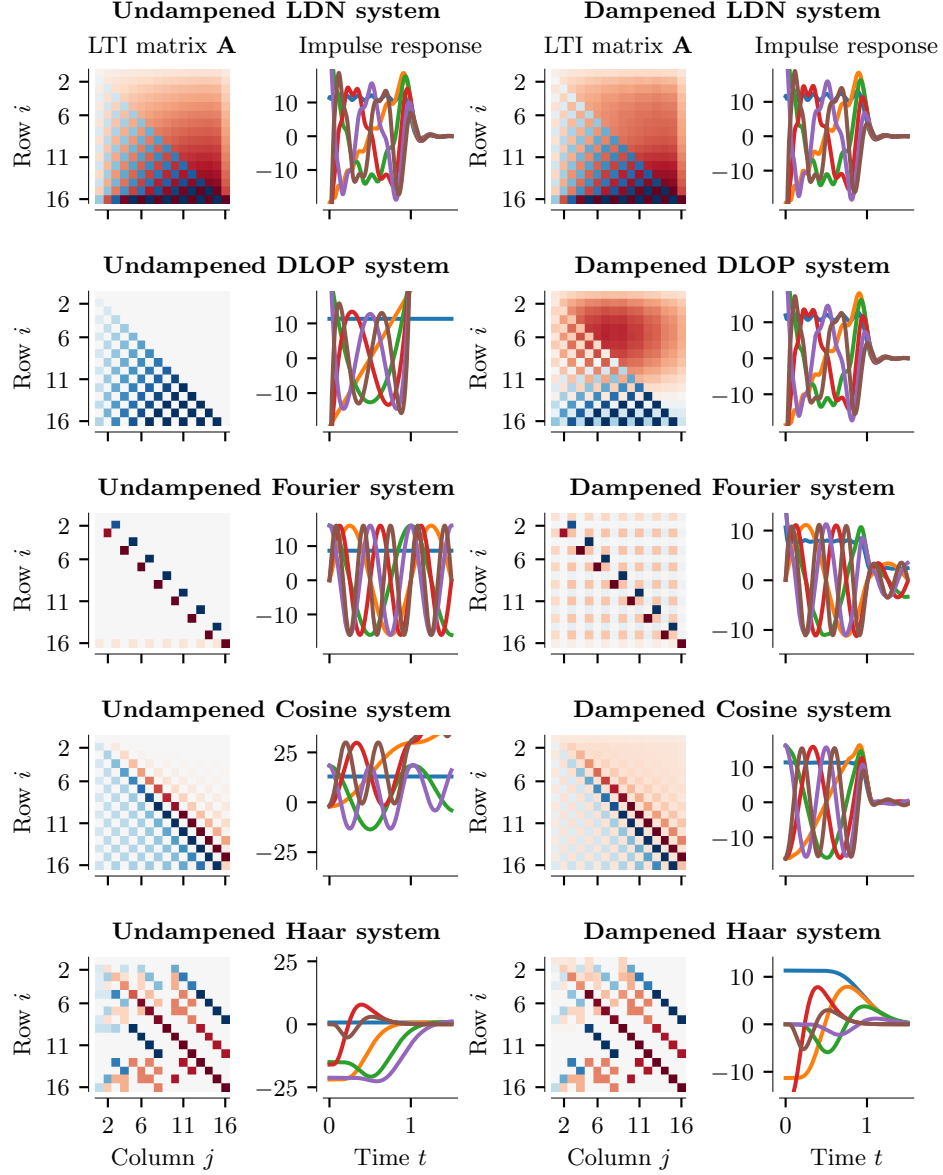 Undampened LDN system Dampened LDN system
LTI matrix A Impulse response LTI matrix A Impulse response
Row i 2 6 11 16 10 0 −10 Row i 2 6 11 16 10 0 −10
Undampened DLOP system Dampened DLOP system
Row i 2 6 11 16 10 0 −10 Row i 2 6 11 16 10 0 −10
Undampened Fourier system Dampened Fourier system
Row i 2 6 11 16 10 0 −10 Row i 2 6 11 16 10 0 −10
Undampened Cosine system Dampened Cosine system
Row i 2 6 11 16 25 0 −25 Row i 2 6 11 16 10 0 −10
Undampened Haar system Dampened Haar system
Row i 2 6 11 16 25 0 −25 Row i 2 6 11 16 10 0 −10
2 6 11 16 0 1 2 6 11 16 0 1
Column j Time t Column j Time t